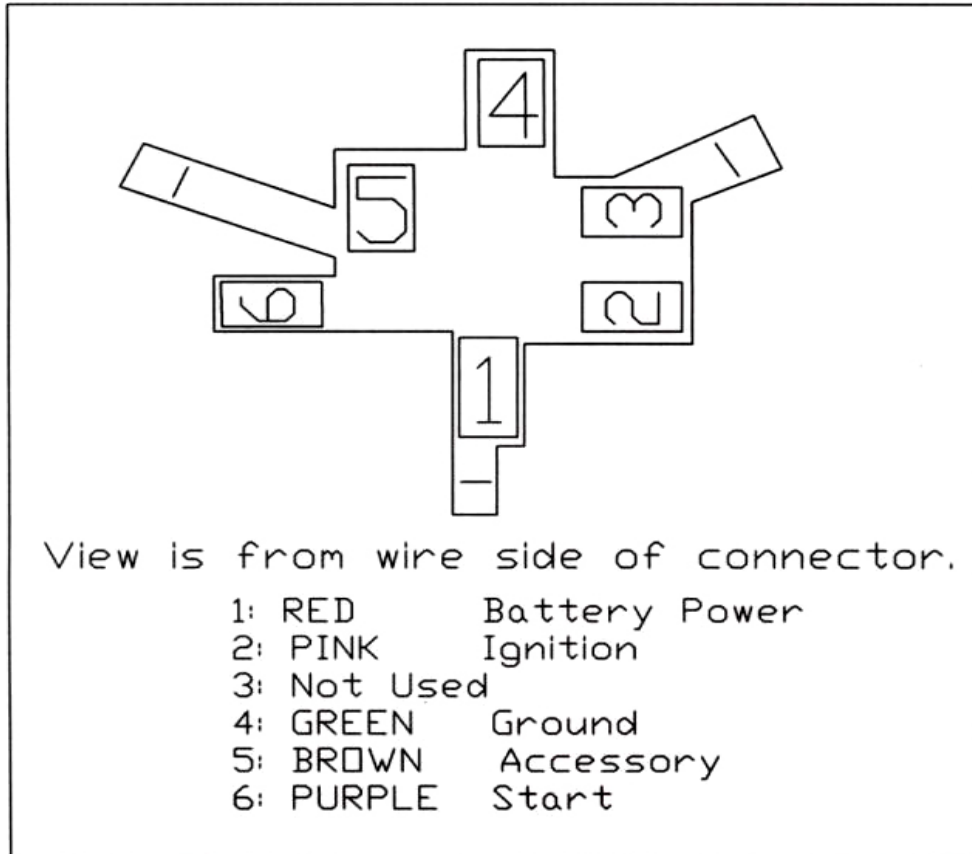 4
5
3
6
2
1
View is from wire side of connector.
1: RED Battery Power
2: PINK Ignition
3: Not Used
4: GREEN Ground
5: BROWN Accessory
6: PURPLE Start